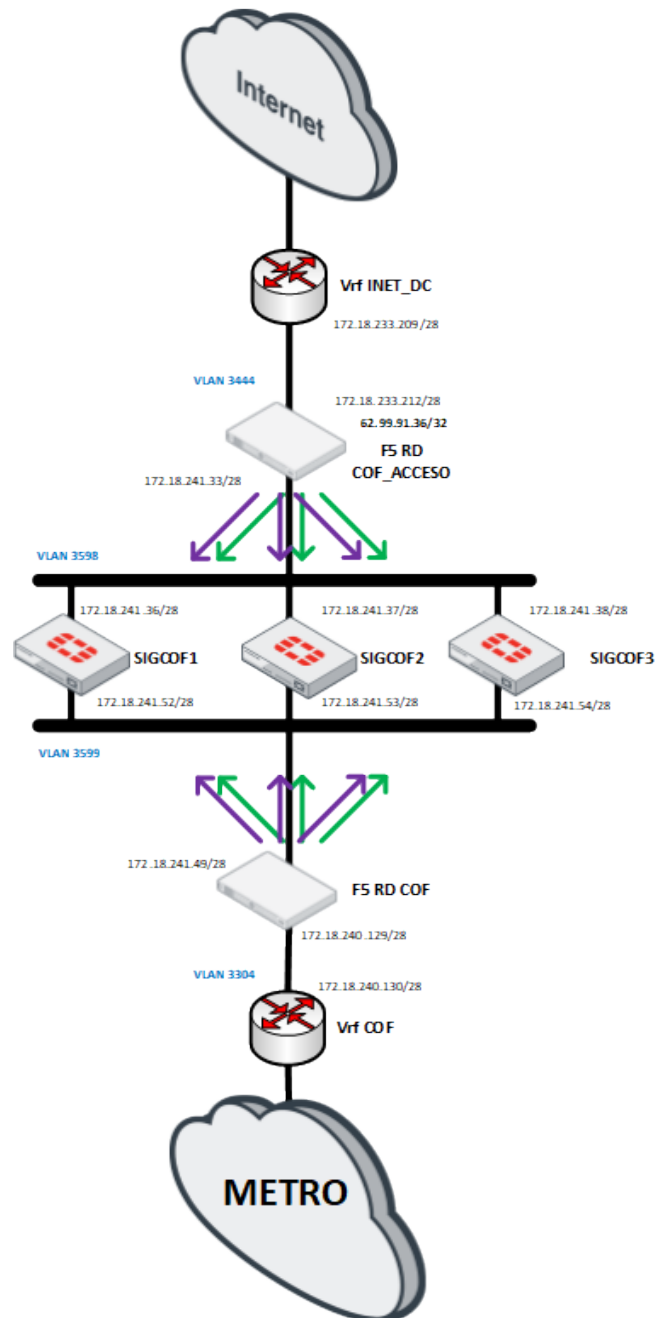 Internet
Vrf INET_DC
172.18.233.209/28
VLAN 3444
172.18.233.212/28
62.99.91.36/32
F5 RD
COF_ACCESO
172.18.241.33/28
VLAN 3598
172.18.241.36/28
172.18.241.37/28
172.18.241.38/28
SIGCOF1
SIGCOF2
SIGCOF3
172.18.241.52/28
172.18.241.53/28
172.18.241.54/28
VLAN 3599
172.18.241.49/28
F5 RD COF
172.18.240.129/28
VLAN 3304
172.18.240.130/28
Vrf COF
METRO